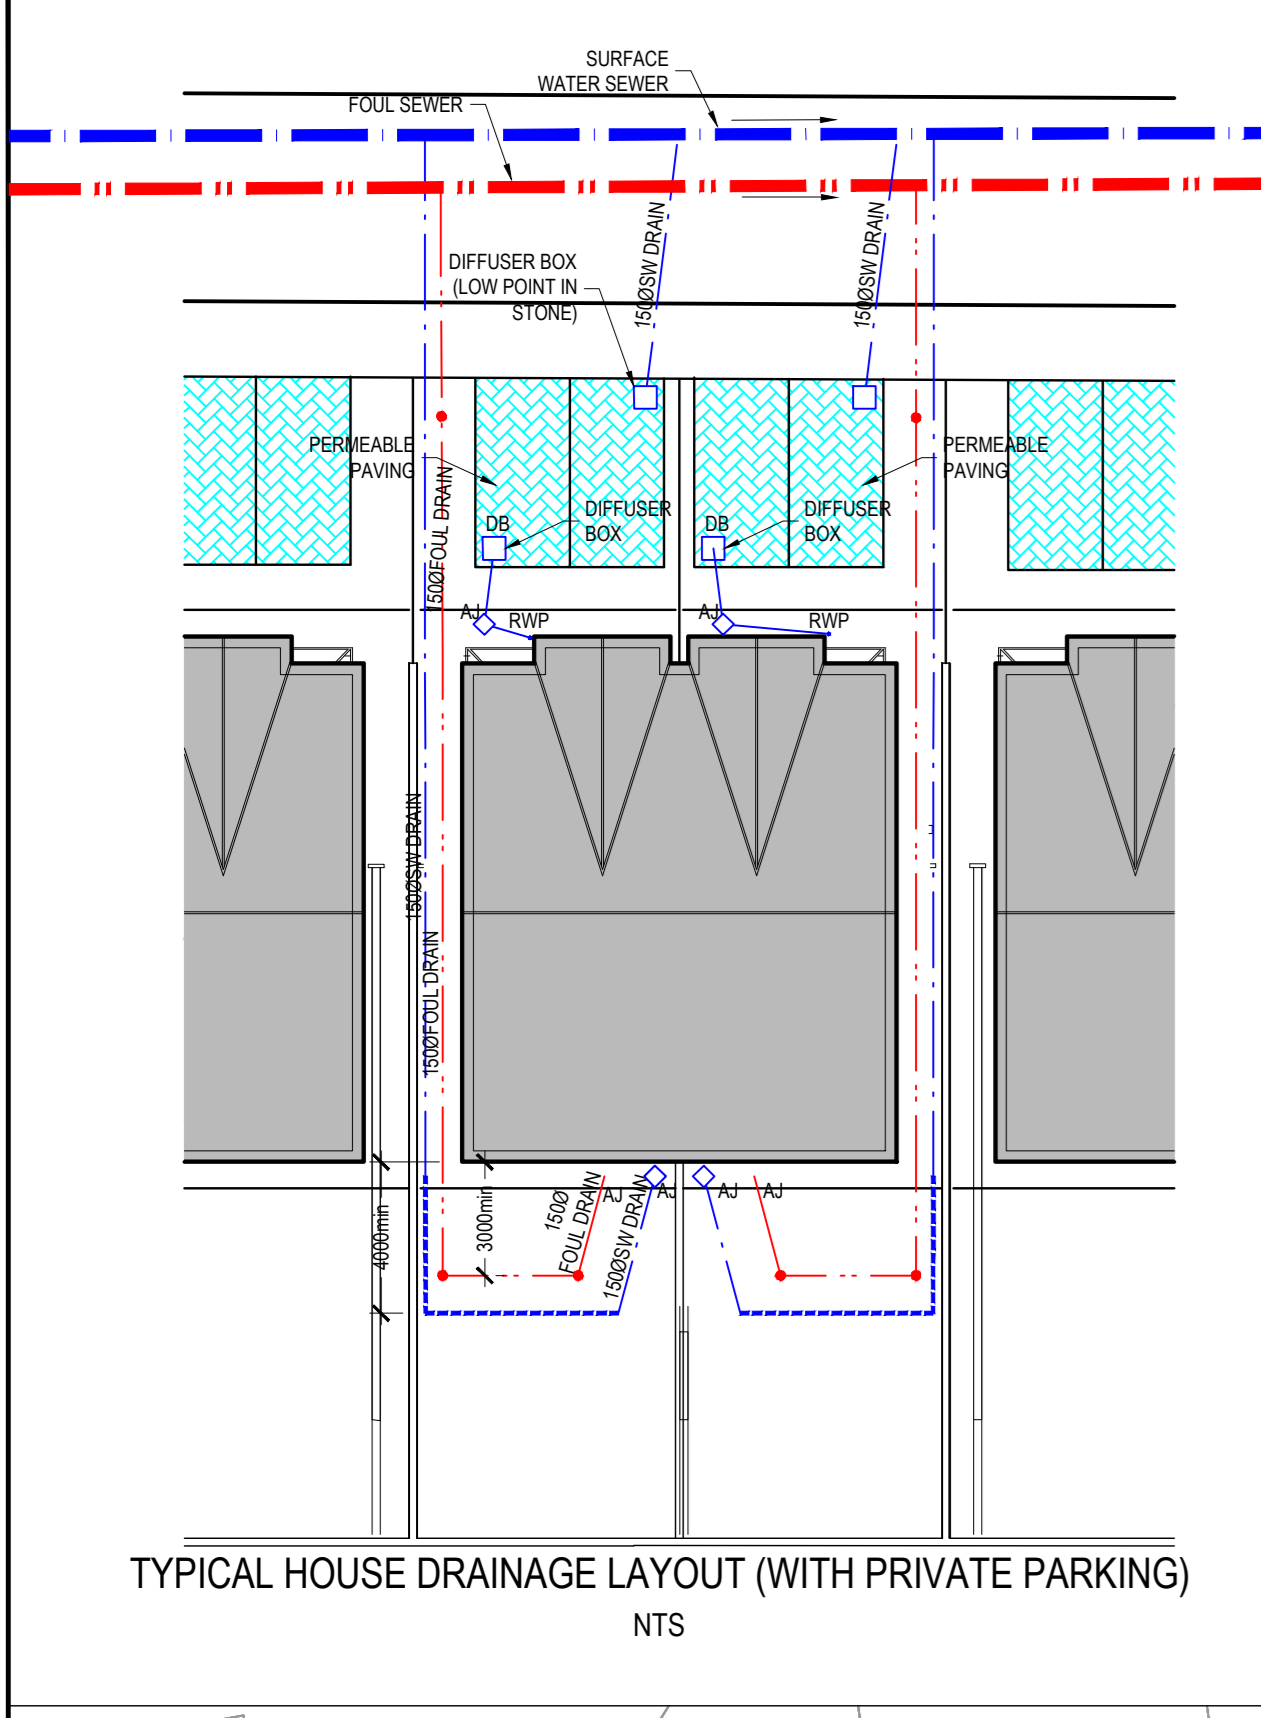 SURFACE
WATER SEWER
FOUL SEWER
150ØSW DRAIN
150ØSW DRAIN
DIFFUSER BOX
(LOW POINT IN
STONE)
PERMEABLE
PAVING
PERMEABLE
PAVING
150ØFOUL DRAIN
DB
DIFFUSER
BOX
DB
DIFFUSER
BOX
AJ
RWP
AJ
RWP
150ØSW DRAIN
150ØFOUL DRAIN
4000min
3000min
150Ø
FOUL DRAIN
AJ
150ØSW DRAIN
AJ
AJ
AJ
TYPICAL HOUSE DRAINAGE LAYOUT (WITH PRIVATE PARKING)
NTS